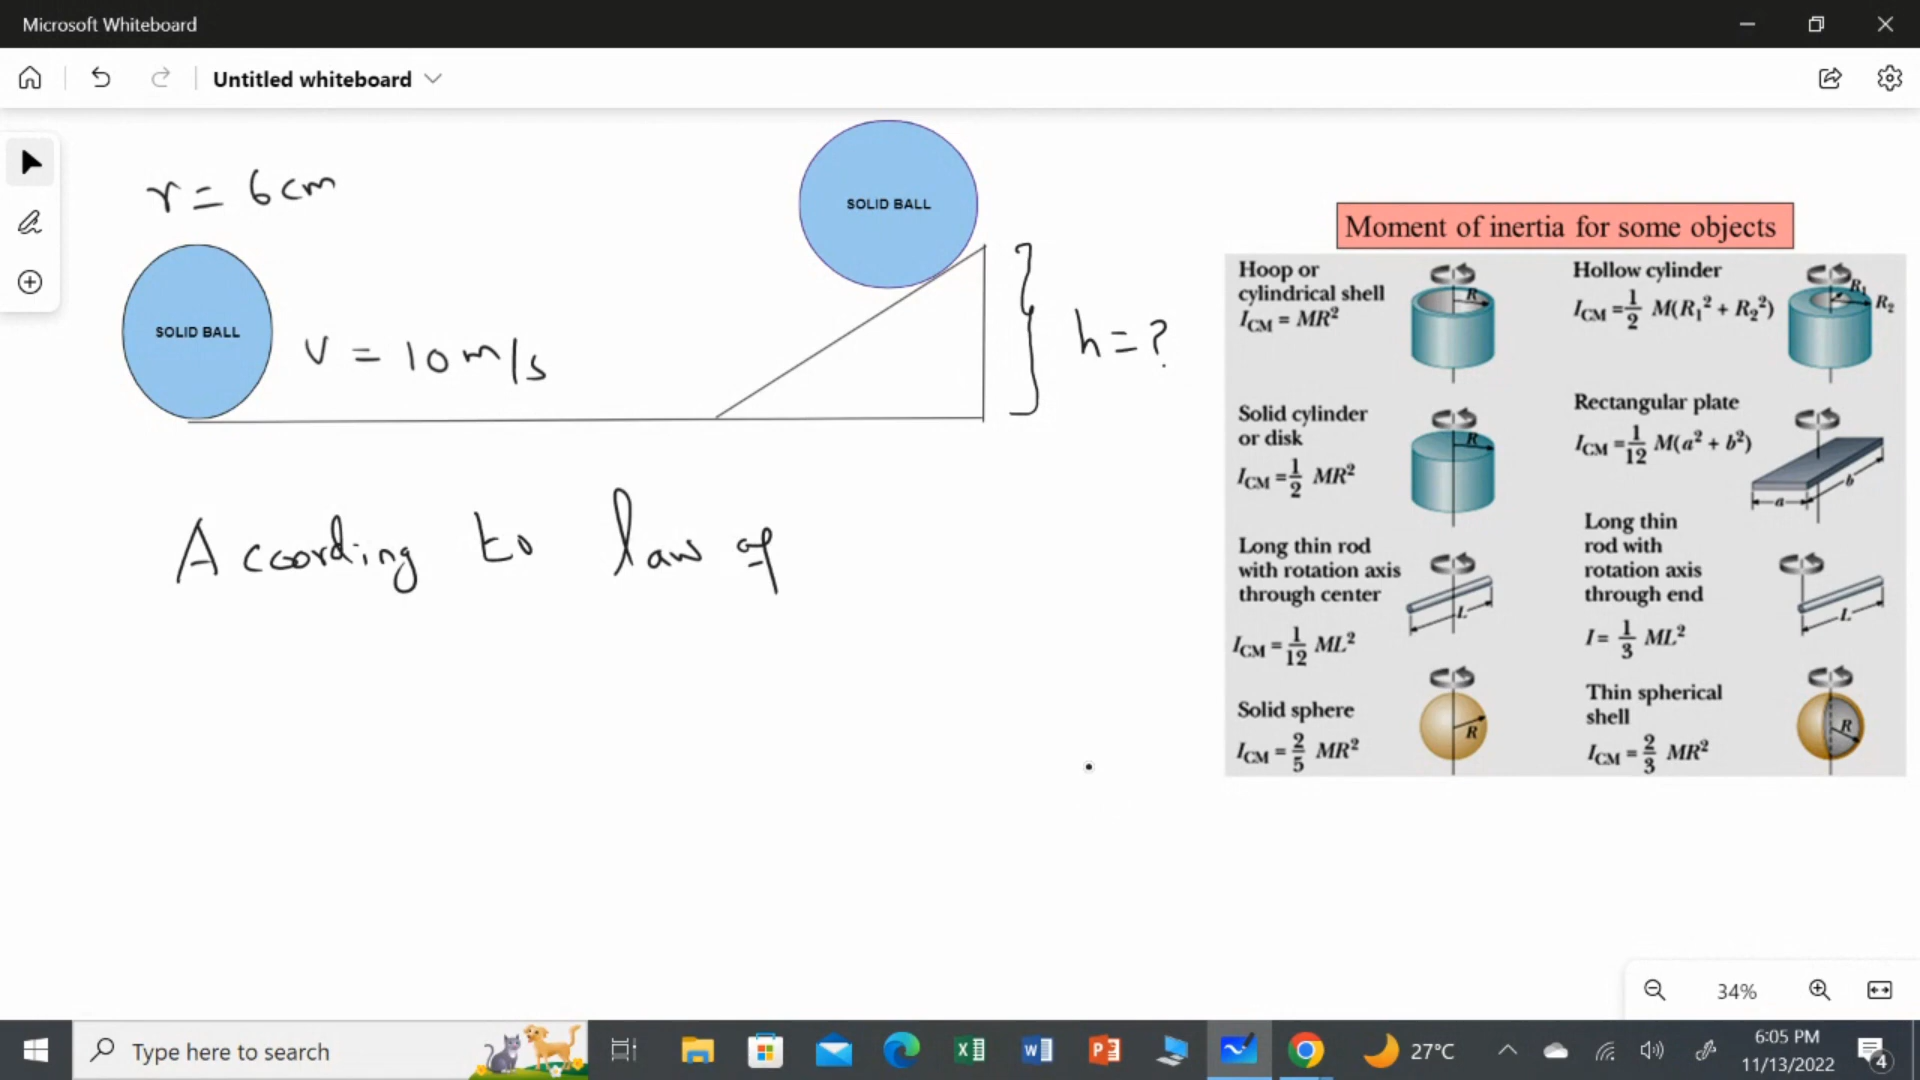 Microsoft Whiteboard
Untitled whiteboard
r = 6 cm
SOLID BALL
SOLID BALL
v = 10 m/s
h = ?
According to law of
Moment of inertia for some objects
Hoop or
cylindrical shell
I_CM = MR²
R
Hollow cylinder
I_CM = 1/2 M(R₁² + R₂²)
R₁
R₂
Solid cylinder
or disk
I_CM = 1/2 MR²
R
Rectangular plate
I_CM = 1/12 M(a² + b²)
a
b
Long thin rod
with rotation axis
through center
I_CM = 1/12 ML²
L
Long thin
rod with
rotation axis
through end
I = 1/3 ML²
L
Solid sphere
I_CM = 2/5 MR²
R
Thin spherical
shell
I_CM = 2/3 MR²
R
34%
Type here to search
27°C
6:05 PM
11/13/2022
4